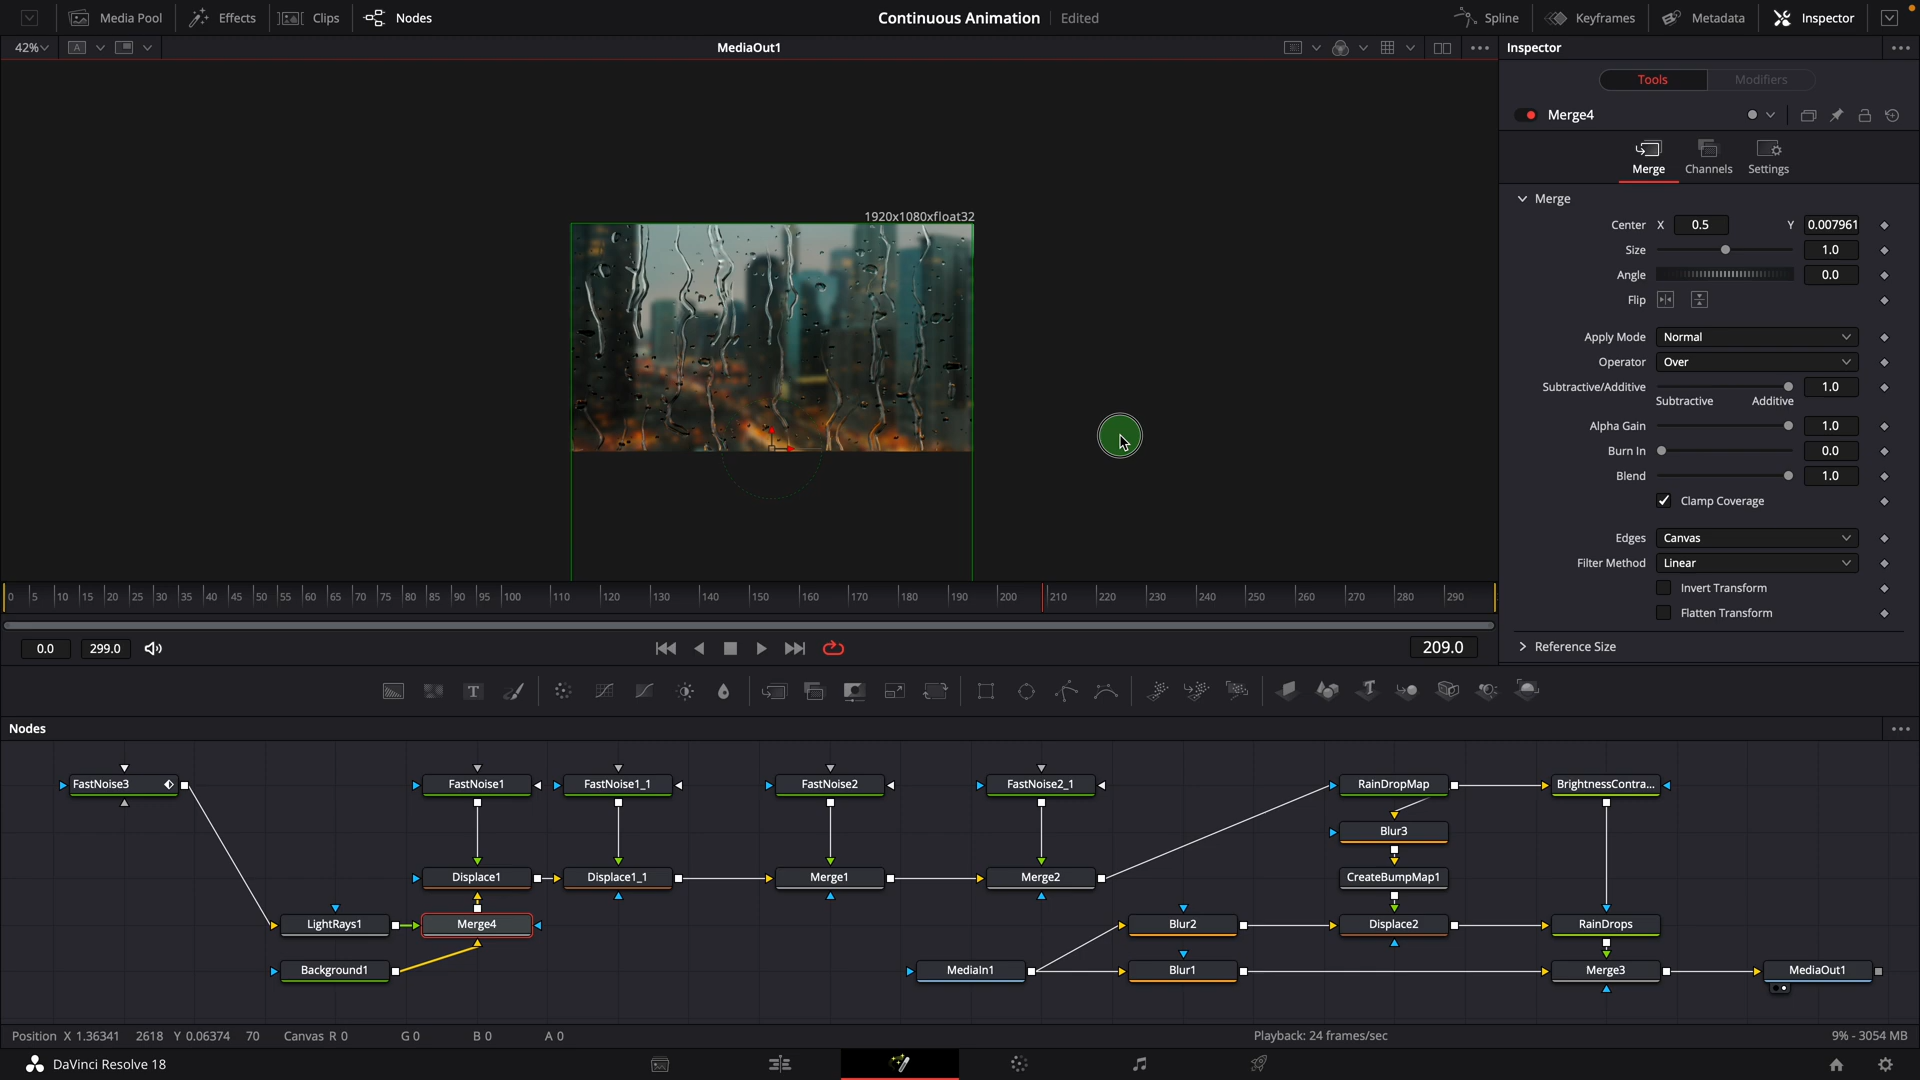 Media Pool Effects Clips Nodes Continuous Animation Edited Spline Keyframes Metadata Inspector
42% A MediaOut1 Inspector
Tools Modifiers
Merge4
Merge Channels Settings
Merge
1920x1080xfloat32
Center X 0.5 Y 0.007961
Size 1.0
Angle 0.0
Flip
Apply Mode Normal
Operator Over
Subtractive/Additive 1.0
Subtractive Additive
Alpha Gain 1.0
Burn In 0.0
Blend 1.0
Clamp Coverage
Edges Canvas
Filter Method Linear
Invert Transform
Flatten Transform
Reference Size
0 5 10 15 20 25 30 35 40 45 50 55 60 65 70 75 80 85 90 95 100 110 120 130 140 150 160 170 180 190 200 210 220 230 240 250 260 270 280 290
0.0 299.0 209.0
T T
Nodes
FastNoise3 FastNoise1 FastNoise1_1 FastNoise2 FastNoise2_1 RainDropMap BrightnessContra...
Blur3
Displace1 Displace1_1 Merge1 Merge2 CreateBumpMap1
LightRays1 Merge4 Blur2 Displace2 RainDrops
Background1 MediaIn1 Blur1 Merge3 MediaOut1
Position X 1.36341 2618 Y 0.06374 70 Canvas R 0 G 0 B 0 A 0 Playback: 24 frames/sec 9% - 3054 MB
DaVinci Resolve 18